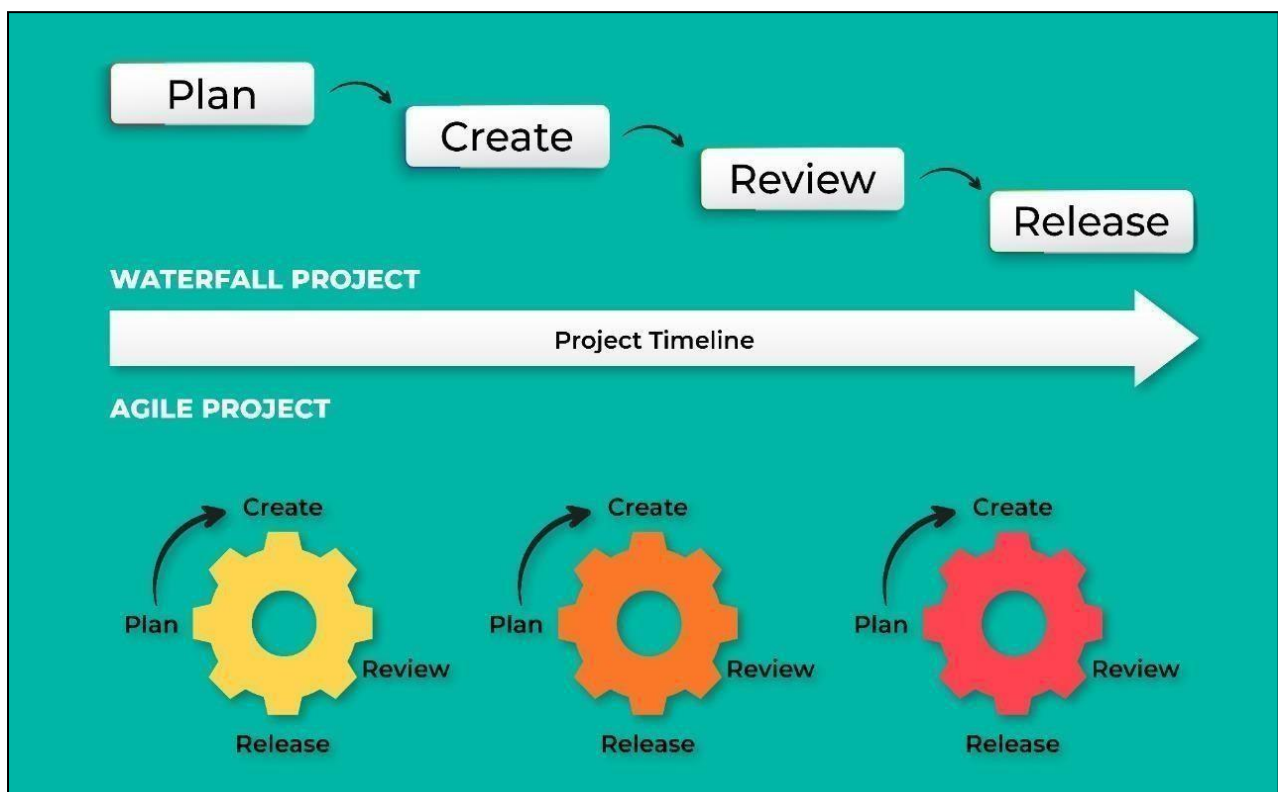 Plan
Create
Review
Release
WATERFALL PROJECT
Project Timeline
AGILE PROJECT
Create
Plan
Review
Release
Create
Plan
Review
Release
Create
Plan
Review
Release